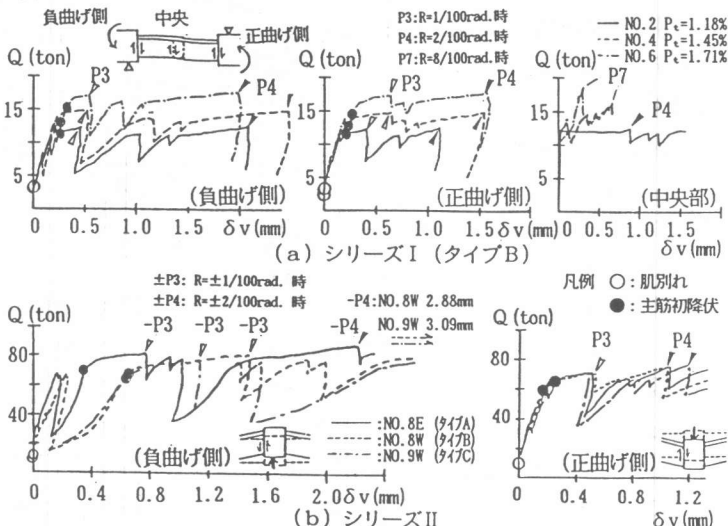 負曲げ側 中央 正曲げ側
P3:R=1/100rad.時
P4:R=2/100rad.時
P7:R=8/100rad.時
NO.2 Pt=1.18%
NO.4 Pt=1.45%
NO.6 Pt=1.71%
Q (ton) P3 P4
15
5
0 0.5 1.0 1.5 2.0
δv(mm)
(負曲げ側)
Q (ton) P3 P4
15
5
0 0.5 1.0 1.5
δv(mm)
(正曲げ側)
P7 P4
15
5
0 0.5 1.0 1.5
δv(mm)
(中央部)
(a) シリーズI (タイプB)
±P3: R=±1/100rad. 時
±P4: R=±2/100rad. 時
凡例 ○:肌別れ
●:主筋初降伏
Q (ton) -P3 -P3 -P3 -P4
-P4:NO.8W 2.88mm
NO.9W 3.09mm
80
40
0 0.4 0.8 1.2 1.6 2.0 δv(mm)
:NO.8E (タイプA)
:NO.8W (タイプB)
:NO.9W (タイプC)
(負曲げ側)
Q (ton) P3 P4
80
40
0 0.4 0.8 1.2
δv(mm)
(正曲げ側)
(b) シリーズII